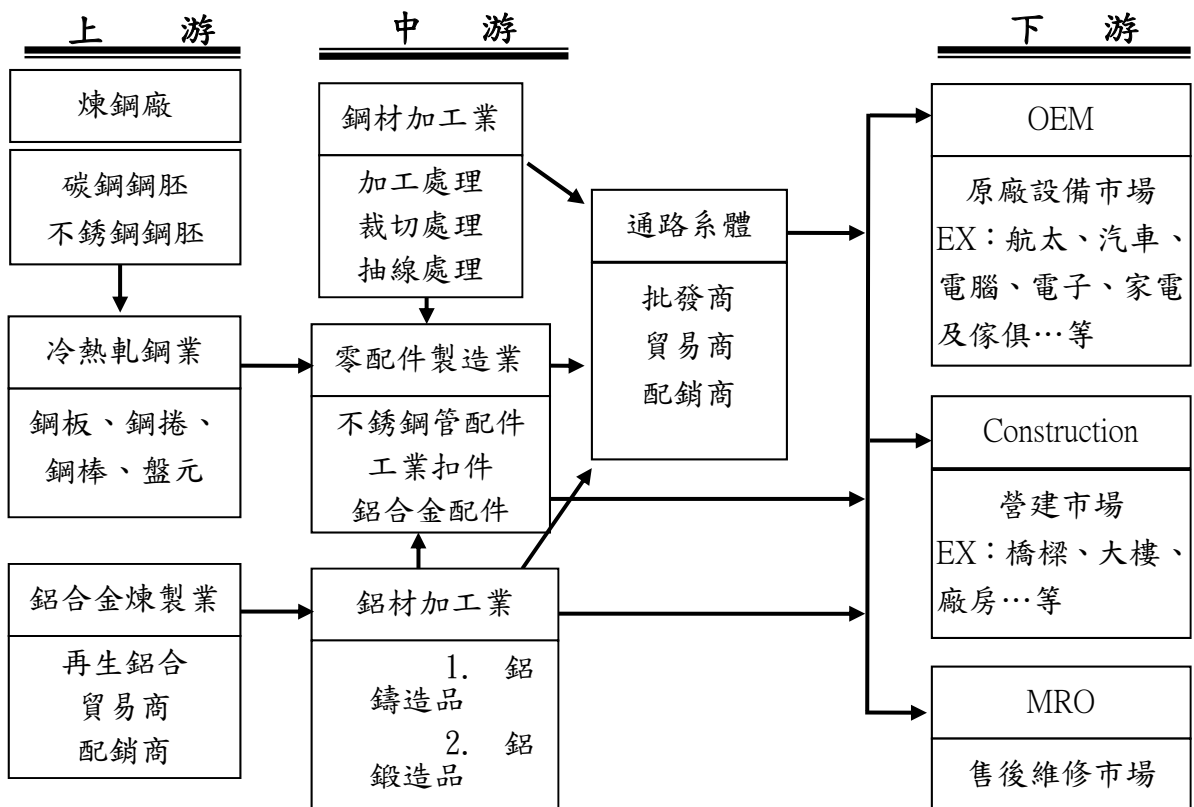 上 游
煉鋼廠
碳鋼鋼胚
不銹鋼鋼胚
冷熱軋鋼業
鋼板、鋼捲、
鋼棒、盤元
鋁合金煉製業
再生鋁合
貿易商
配銷商
中 游
鋼材加工業
加工處理
裁切處理
抽線處理
零配件製造業
不銹鋼管配件
工業扣件
鋁合金配件
鋁材加工業
1. 鋁
鑄造品
2. 鋁
鍛造品
通路系體
批發商
貿易商
配銷商
下 游
OEM
原廠設備市場
EX：航太、汽車、
電腦、電子、家電
及傢俱…等
Construction
營建市場
EX：橋樑、大樓、
廠房…等
MRO
售後維修市場